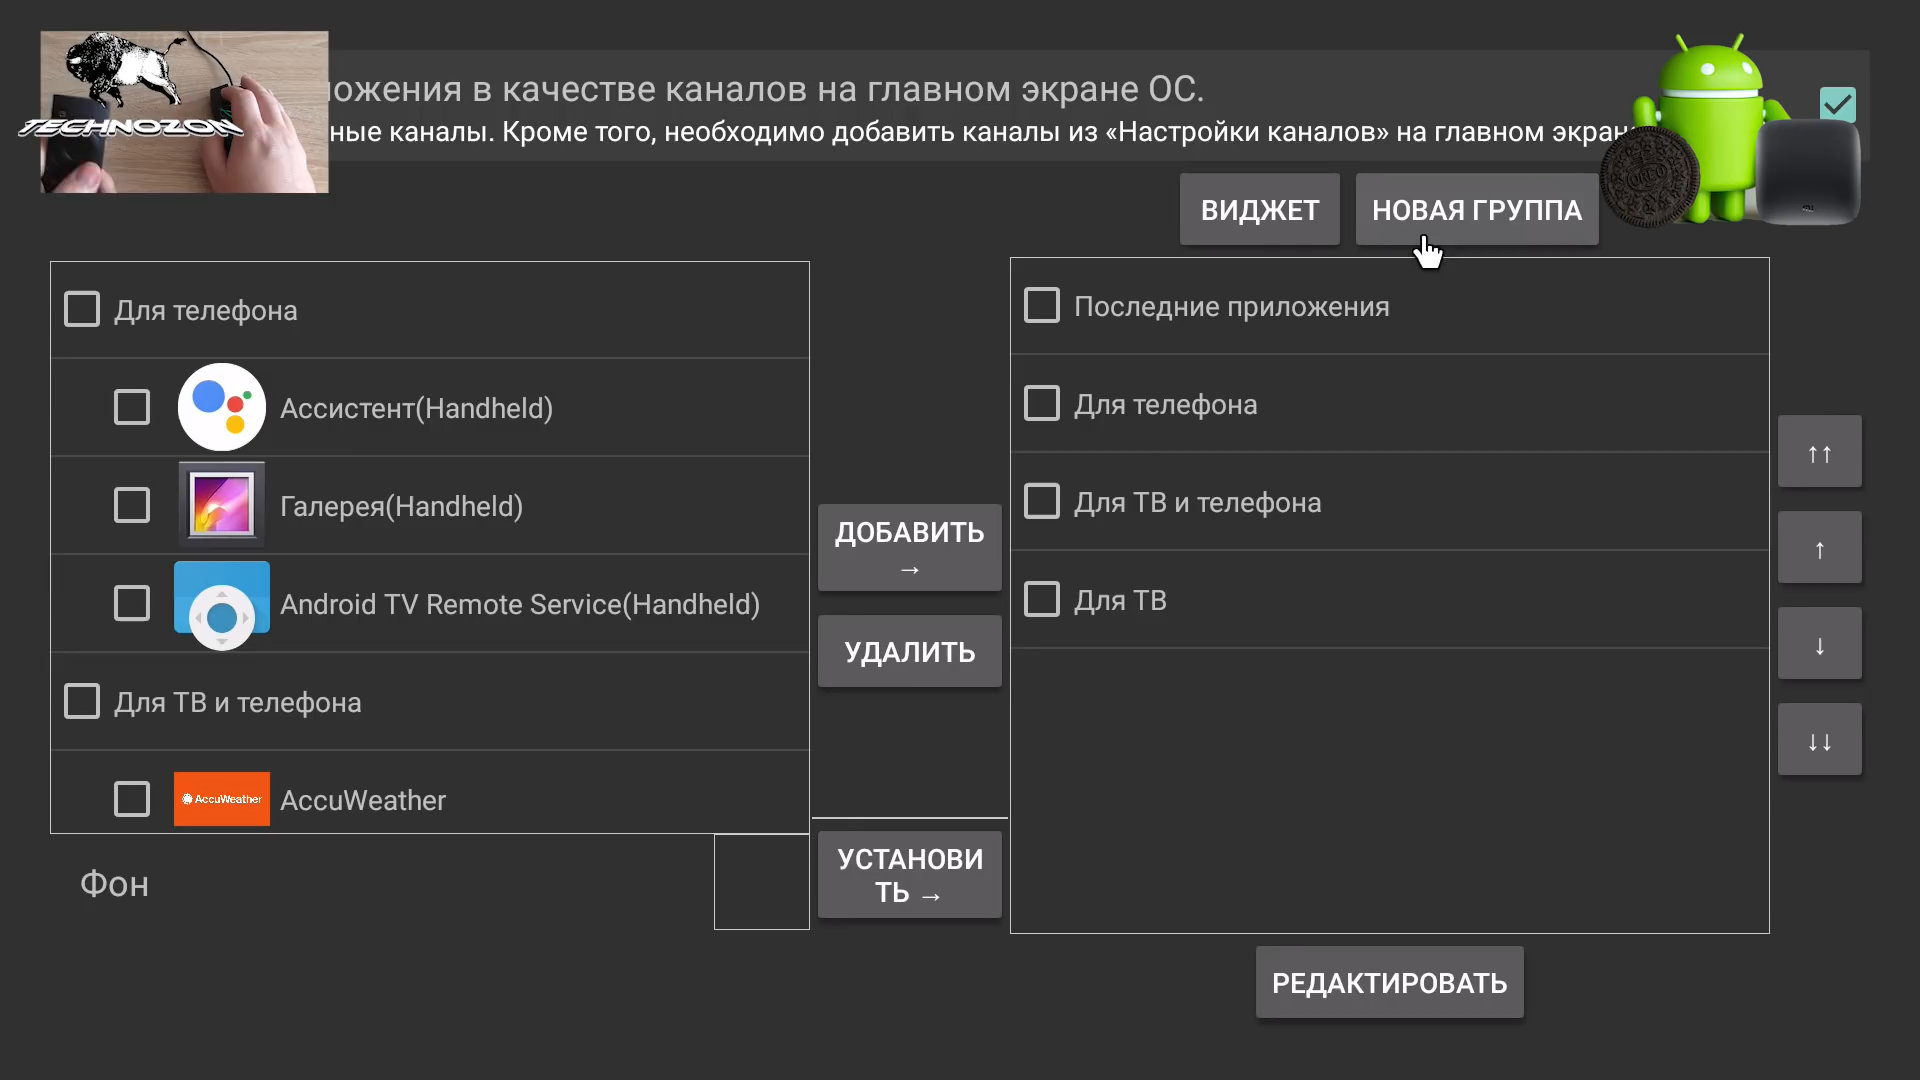 TECHNOZON
ложения в качестве каналов на главном экране ОС.
ные каналы. Кроме того, необходимо добавить каналы из «Настройки каналов» на главном экран
OREO
ВИДЖЕТ
НОВАЯ ГРУППА
Для телефона
Ассистент(Handheld)
Галерея(Handheld)
Android TV Remote Service(Handheld)
Для ТВ и телефона
AccuWeather
AccuWeather
Фон
ДОБАВИТЬ
→
УДАЛИТЬ
УСТАНОВИ
ТЬ →
Последние приложения
Для телефона
Для ТВ и телефона
Для ТВ
↑↑
↑
↓
↓↓
РЕДАКТИРОВАТЬ